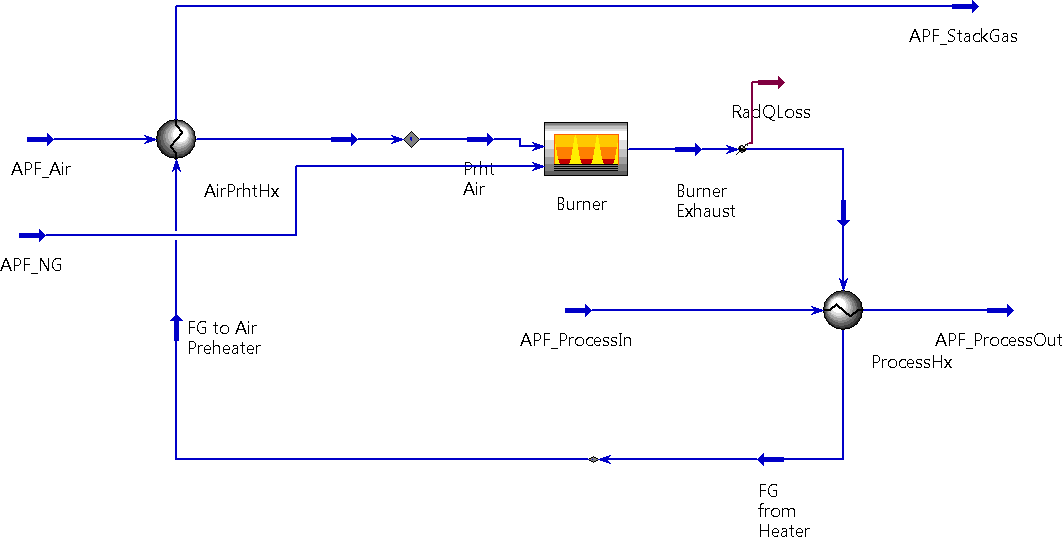 APF_StackGas
RadQLoss
APF_Air
Prht
Air
AirPrhtHx
Burner
Burner
Exhaust
APF_NG
FG to Air
Preheater
APF_ProcessIn
APF_ProcessOut
ProcessHx
FG
from
Heater